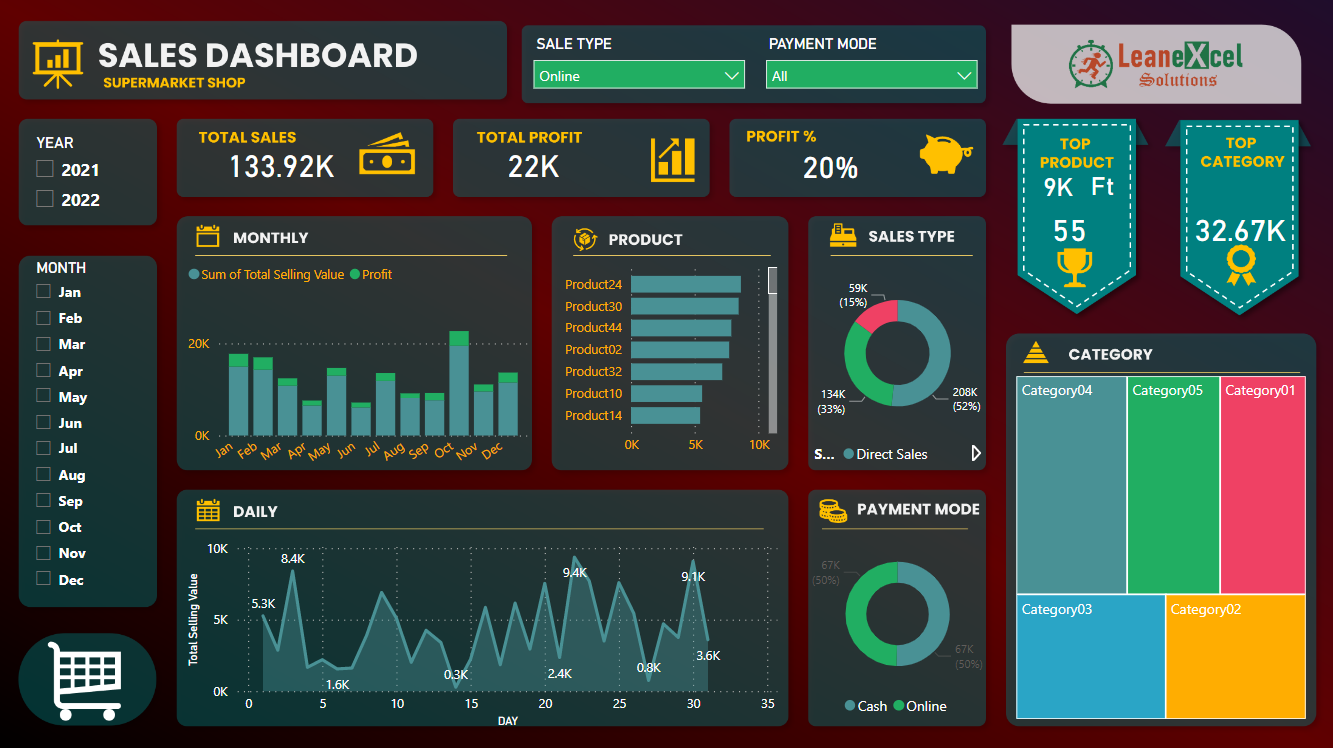 SALES DASHBOARD
SUPERMARKET SHOP
SALE TYPE
Online
PAYMENT MODE
All
LeaneXcel
Solutions
YEAR
2021
2022
TOTAL SALES
133.92K
TOTAL PROFIT
22K
PROFIT %
20%
TOP
PRODUCT
9K Ft
55
TOP
CATEGORY
32.67K
MONTH
Jan
Feb
Mar
Apr
May
Jun
Jul
Aug
Sep
Oct
Nov
Dec
MONTHLY
Sum of Total Selling Value Profit
20K
0K
Jan Feb Mar Apr May Jun Jul Aug Sep Oct Nov Dec
PRODUCT
Product24
Product30
Product44
Product02
Product32
Product10
Product14
0K 5K 10K
SALES TYPE
59K
(15%)
134K
(33%)
208K
(52%)
S... Direct Sales
CATEGORY
Category04 Category05 Category01
Category03 Category02
DAILY
Total Selling Value
10K
5K
0K
5.3K
8.4K
1.6K
0.3K
2.4K
9.4K
0.8K
9.1K
3.6K
0 5 10 15 20 25 30 35
DAY
PAYMENT MODE
67K
(50%)
67K
(50%)
Cash Online